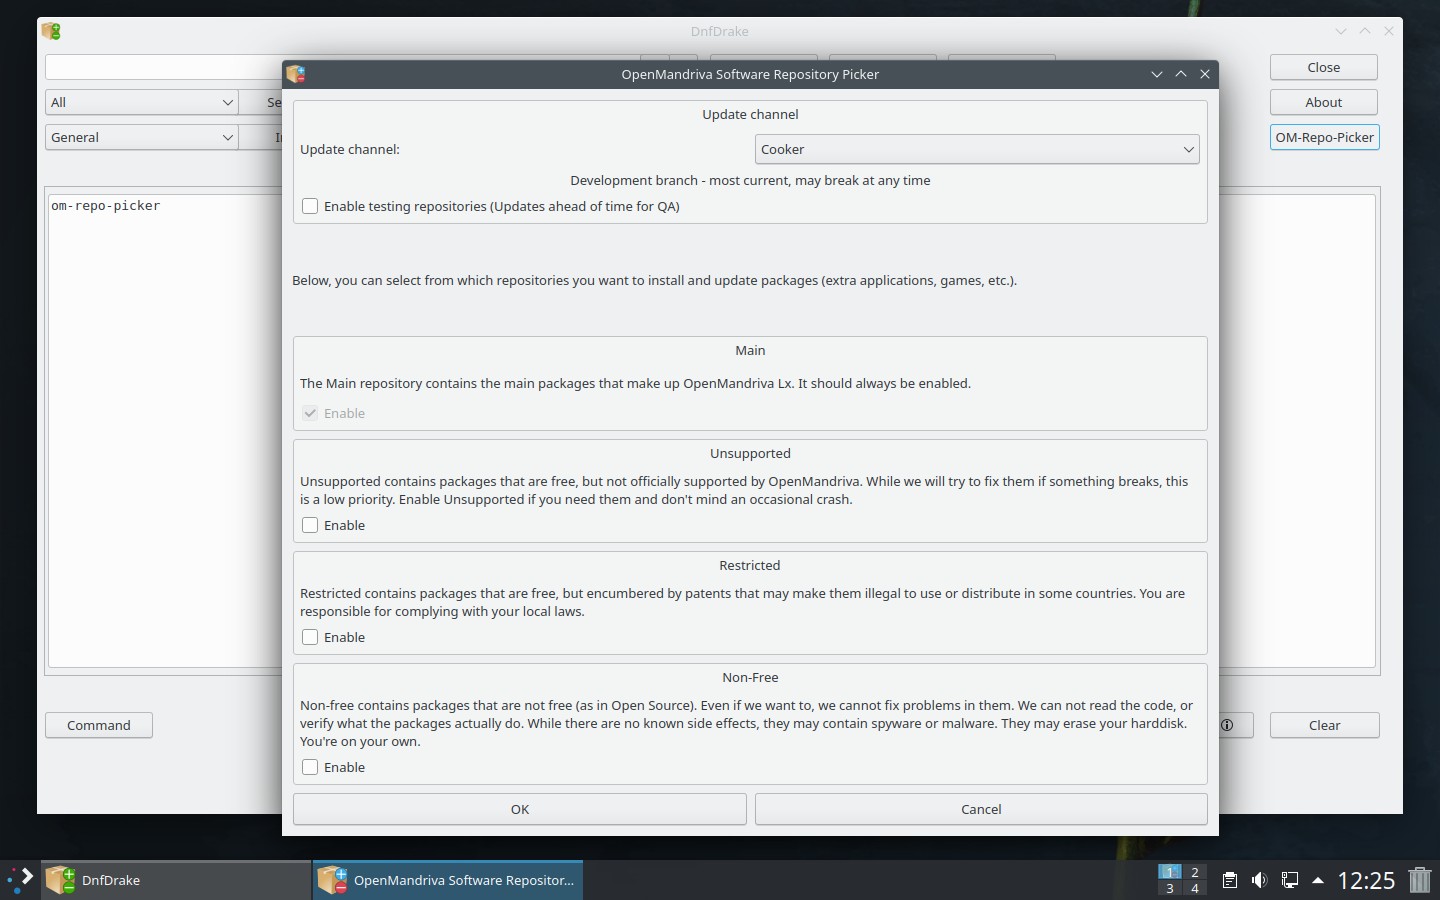 DnfDrake
OpenMandriva Software Repository Picker
Close
All
About
General
OM-Repo-Picker
om-repo-picker
Update channel
Update channel:
Cooker
Development branch - most current, may break at any time
Enable testing repositories (Updates ahead of time for QA)
Below, you can select from which repositories you want to install and update packages (extra applications, games, etc.).
Main
The Main repository contains the main packages that make up OpenMandriva Lx. It should always be enabled.
Enable
Unsupported
Unsupported contains packages that are free, but not officially supported by OpenMandriva. While we will try to fix them if something breaks, this
is a low priority. Enable Unsupported if you need them and don't mind an occasional crash.
Enable
Restricted
Restricted contains packages that are free, but encumbered by patents that may make them illegal to use or distribute in some countries. You are
responsible for complying with your local laws.
Enable
Non-Free
Non-free contains packages that are not free (as in Open Source). Even if we want to, we cannot fix problems in them. We can not read the code, or
verify what the packages actually do. While there are no known side effects, they may contain spyware or malware. They may erase your harddisk.
You're on your own.
Enable
OK
Cancel
Command
Clear
DnfDrake
OpenMandriva Software Repositor...
1 2
3 4
12:25